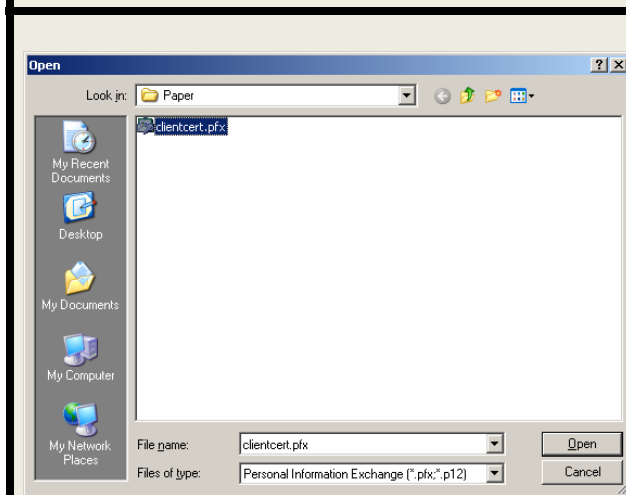 Open
Look in: Paper
clientcert.pfx
My Recent
Documents
Desktop
My Documents
My Computer
My Network
Places
File name: clientcert.pfx Open
Files of type: Personal Information Exchange (*.pfx;*.p12) Cancel